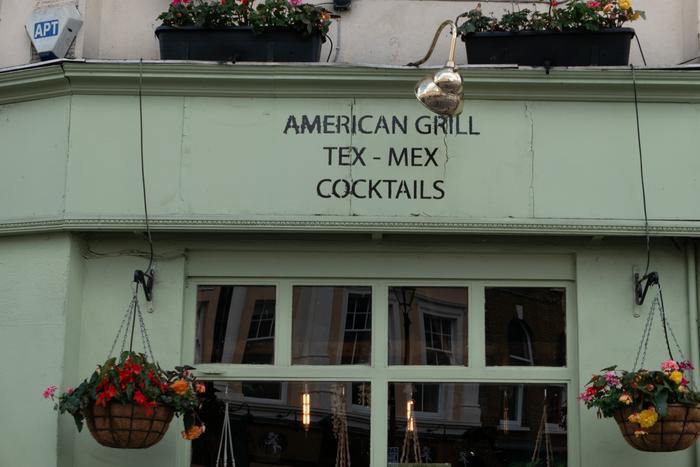 APT
AMERICAN GRILL
TEX - MEX
COCKTAILS